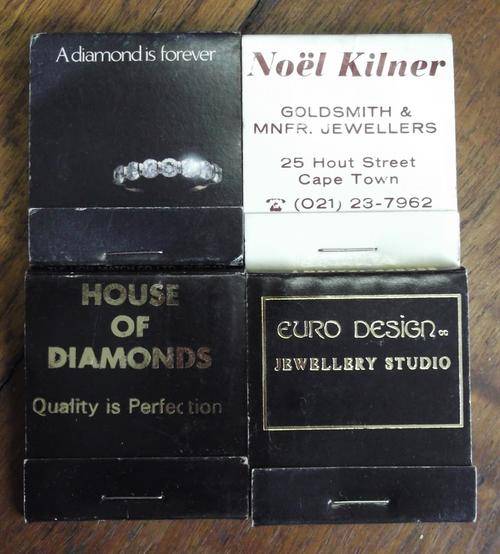 A diamond is forever
Noël Kilner
GOLDSMITH &
MNFR. JEWELLERS
25 Hout Street
Cape Town
☎ (021) 23-7962
HOUSE
OF
DIAMONDS
Quality is Perfection
EURO DESIGN
JEWELLERY STUDIO